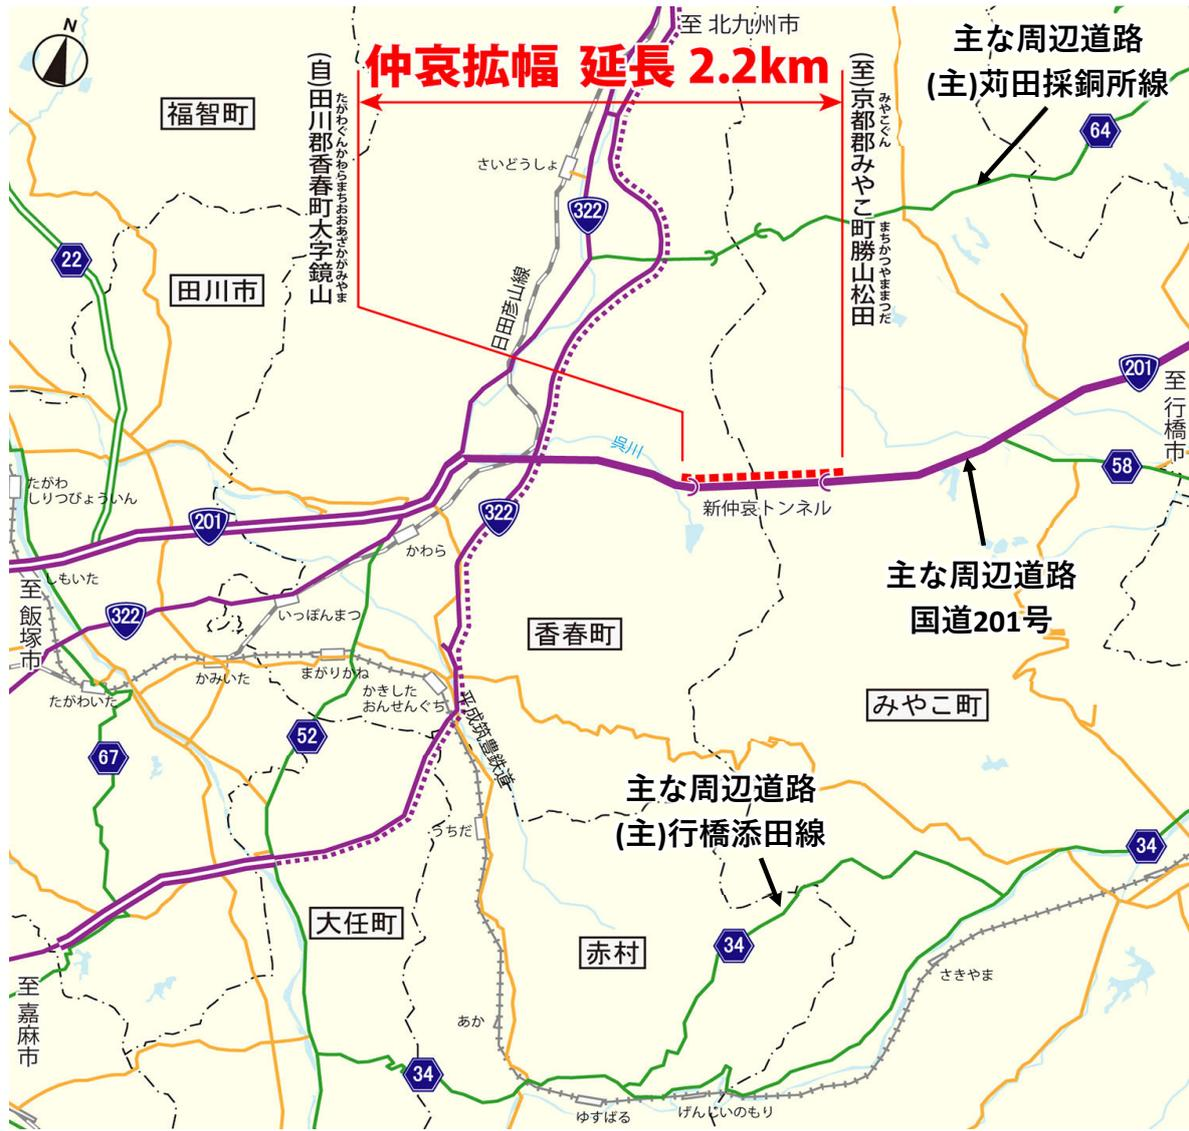 N
至 北九州市
仲哀拡幅 延長 2.2km
主な周辺道路
(主)苅田採銅所線
64
福智町
(自)田川郡香春町大字鏡山
たがわぐんかわらまちおおあざかがみやま
(至)京都郡みやこ町勝山松田
みやこぐん
まちかつやままつだ
さいどうしょ
322
22
田川市
日田彦山線
201
至 行橋市
呉川
58
たがわ
しりつびょういん
新仲哀トンネル
201
322
かわら
主な周辺道路
国道201号
しもいた
至 飯塚市
322
いっぽんまつ
香春町
かみいた
まがりかね
たがわいた
かきした
おんせんぐち
みやこ町
平成筑豊鉄道
52
67
主な周辺道路
(主)行橋添田線
うちだ
34
大任町
赤村
34
さきやま
至 嘉麻市
あか
34
ゆすばる
げんじいのもり